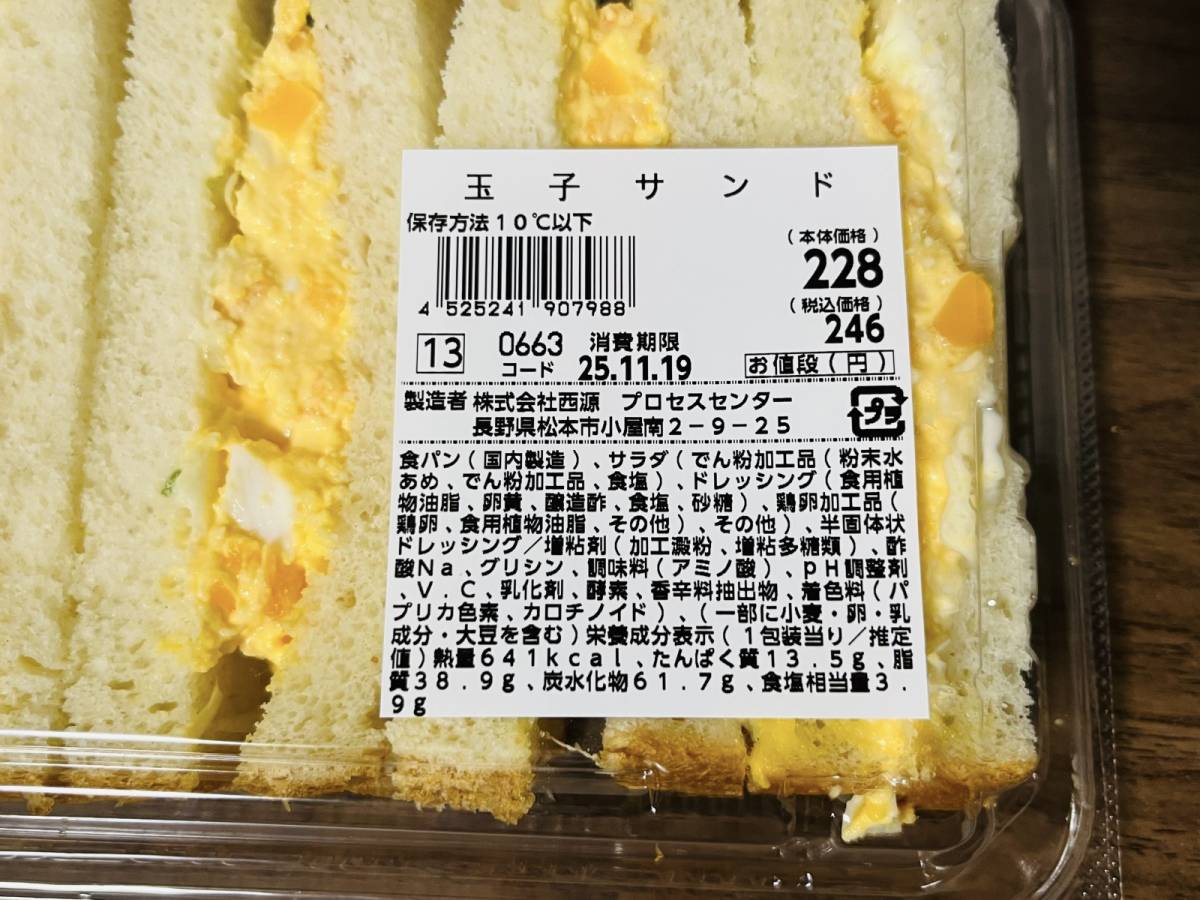 玉子サンド
保存方法10℃以下
(本体価格)
228
4 525241 907988
(税込価格)
246
13 0663 消費期限
コード 25.11.19 お値段(円)
製造者 株式会社西源 プロセスセンター
長野県松本市小屋南2-9-25
プラ
食パン(国内製造)、サラダ(でん粉加工品(粉末水
あめ、でん粉加工品、食塩)、ドレッシング(食用植
物油脂、卵黄、醸造酢、食塩、砂糖)、鶏卵加工品(
鶏卵、食用植物油脂、その他)、その他)、半固体状
ドレッシング/増粘剤(加工澱粉、増粘多糖類)、酢
酸Na、グリシン、調味料(アミノ酸)、pH調整剤
、V.C、乳化剤、酵素、香辛料抽出物、着色料(パ
プリカ色素、カロチノイド)、(一部に小麦・卵・乳
成分・大豆を含む)栄養成分表示(1包装当り/推定
値)熱量641kcal、たんぱく質13.5g、脂
質38.9g、炭水化物61.7g、食塩相当量3.
9g